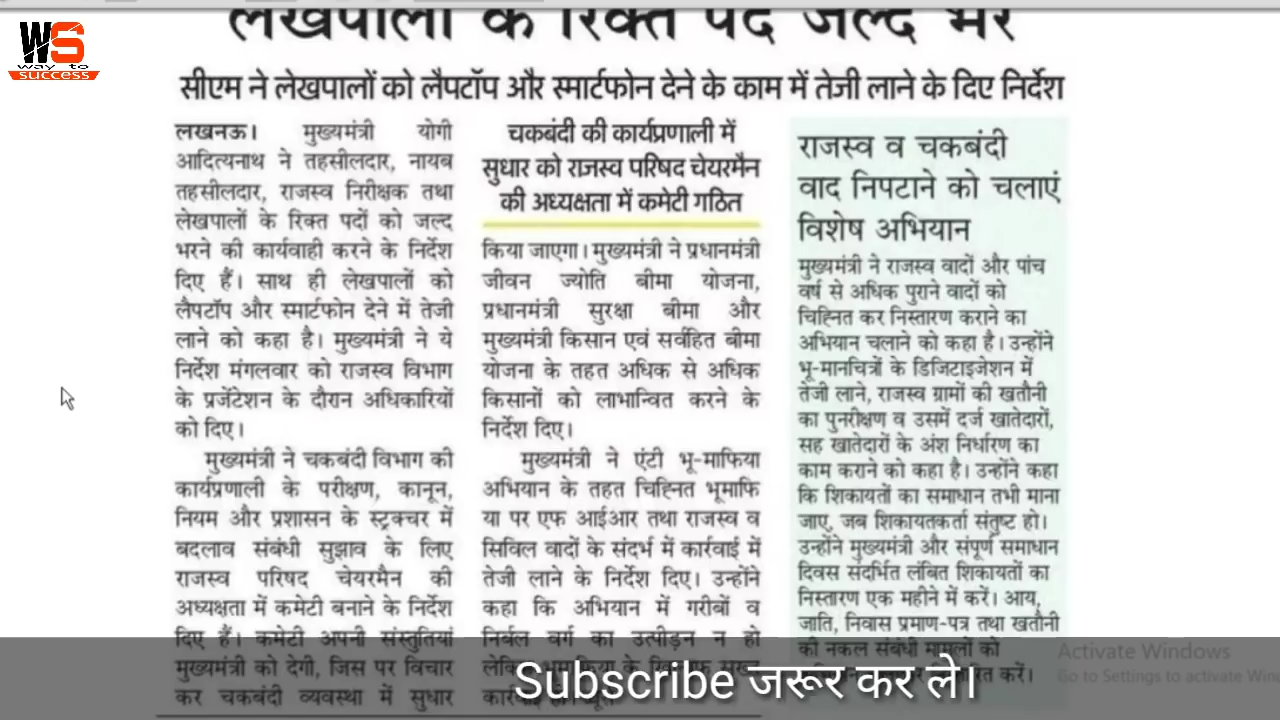 WS
way to
success
लेखपालों के रिक्त पद जल्द भरें
सीएम ने लेखपालों को लैपटॉप और स्मार्टफोन देने के काम में तेजी लाने के दिए निर्देश
लखनऊ। मुख्यमंत्री योगी
आदित्यनाथ ने तहसीलदार, नायब
तहसीलदार, राजस्व निरीक्षक तथा
लेखपालों के रिक्त पदों को जल्द
भरने की कार्यवाही करने के निर्देश
दिए हैं। साथ ही लेखपालों को
लैपटॉप और स्मार्टफोन देने में तेजी
लाने को कहा है। मुख्यमंत्री ने ये
निर्देश मंगलवार को राजस्व विभाग
के प्रजेंटेशन के दौरान अधिकारियों
को दिए।
मुख्यमंत्री ने चकबंदी विभाग की
कार्यप्रणाली के परीक्षण, कानून,
नियम और प्रशासन के स्ट्रक्चर में
बदलाव संबंधी सुझाव के लिए
राजस्व परिषद चेयरमैन की
अध्यक्षता में कमेटी बनाने के निर्देश
दिए हैं। कमेटी अपनी संस्तुतियां
मुख्यमंत्री को देगी, जिस पर विचार
कर चकबंदी व्यवस्था में सुधार
चकबंदी की कार्यप्रणाली में
सुधार को राजस्व परिषद चेयरमैन
की अध्यक्षता में कमेटी गठित
किया जाएगा। मुख्यमंत्री ने प्रधानमंत्री
जीवन ज्योति बीमा योजना,
प्रधानमंत्री सुरक्षा बीमा और
मुख्यमंत्री किसान एवं सर्वहित बीमा
योजना के तहत अधिक से अधिक
किसानों को लाभान्वित करने के
निर्देश दिए।
मुख्यमंत्री ने एंटी भू-माफिया
अभियान के तहत चिह्नित भूमाफि
या पर एफ आईआर तथा राजस्व व
सिविल वादों के संदर्भ में कार्रवाई में
तेजी लाने के निर्देश दिए। उन्होंने
कहा कि अभियान में गरीबों व
निर्बल वर्ग का उत्पीड़न न हो
राजस्व व चकबंदी
वाद निपटाने को चलाएं
विशेष अभियान
मुख्यमंत्री ने राजस्व वादों और पांच
वर्ष से अधिक पुराने वादों को
चिह्नित कर निस्तारण कराने का
अभियान चलाने को कहा है। उन्होंने
भू-मानचित्रों के डिजिटाइजेशन में
तेजी लाने, राजस्व ग्रामों की खतौनी
का पुनरीक्षण व उसमें दर्ज खातेदारों,
सह खातेदारों के अंश निर्धारण का
काम कराने को कहा है। उन्होंने कहा
कि शिकायतों का समाधान तभी माना
जाए, जब शिकायतकर्ता संतुष्ट हो।
उन्होंने मुख्यमंत्री और संपूर्ण समाधान
दिवस संदर्भित लंबित शिकायतों का
निस्तारण एक महीने में करें। आय,
जाति, निवास प्रमाण-पत्र तथा खतौनी
की नकल संबंधी मामलों को
करें।
Activate Windows
Go to Settings to activate Win
Subscribe जरूर कर ले।